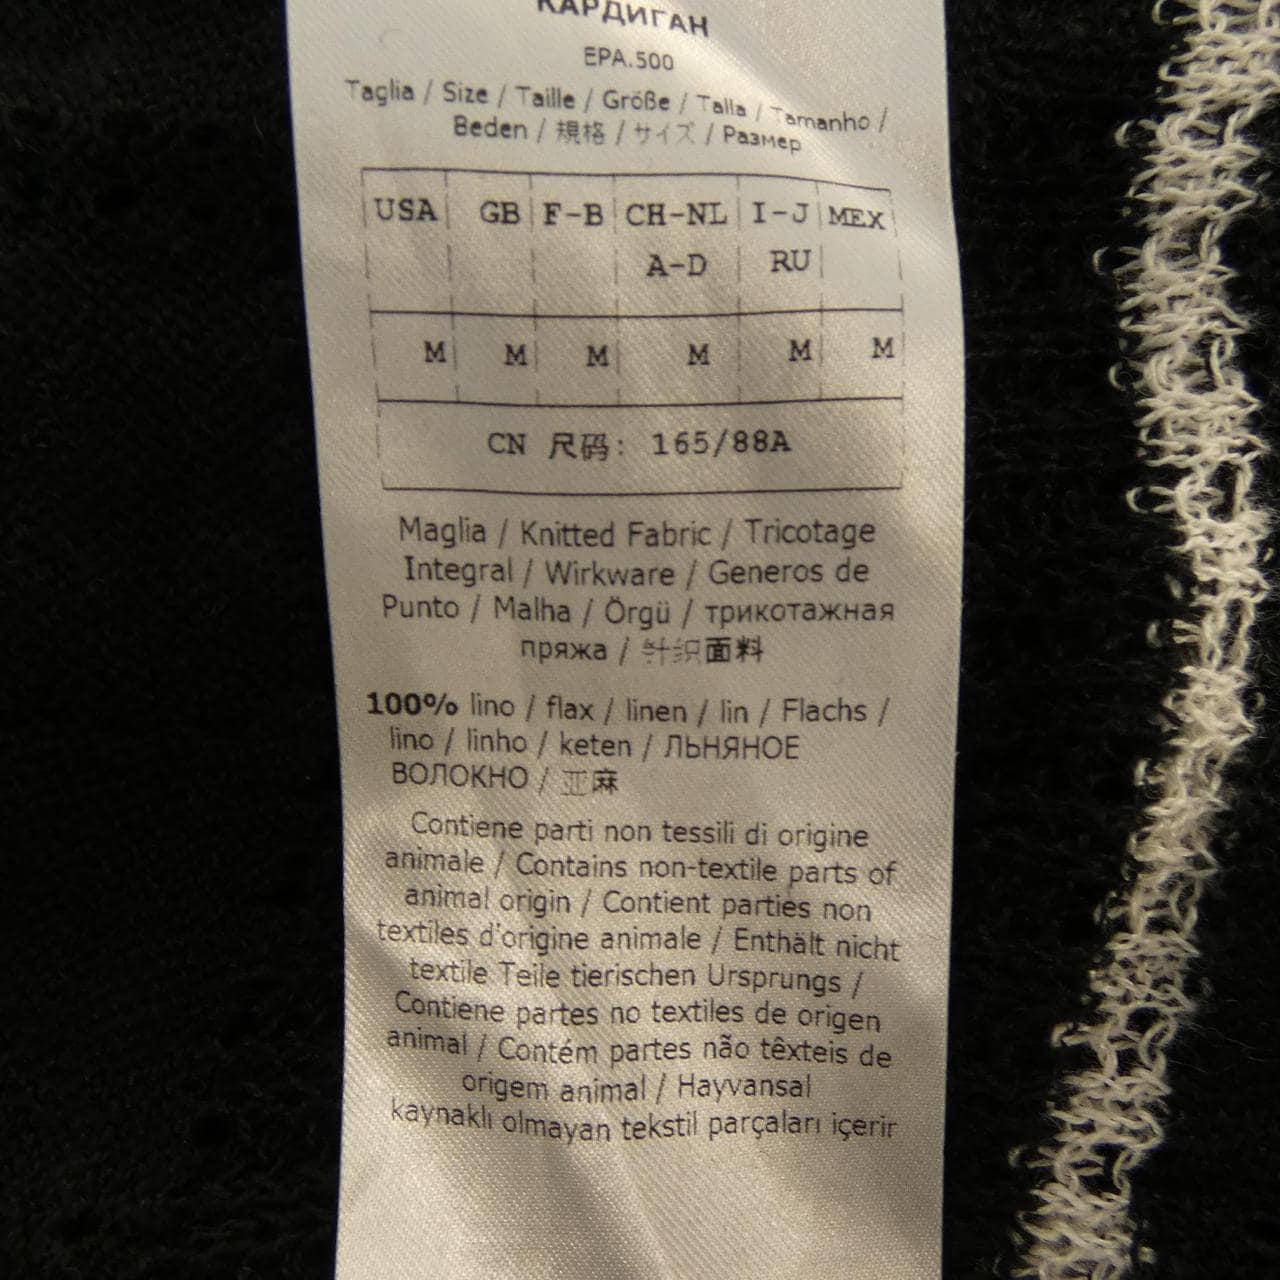 КАРДИГАН
EPA.500
Taglia / Size / Taille / Größe / Talla / Tamanho /
Beden / 規格 / サイズ / Размер
USA GB F-B CH-NL I-J MEX
A-D RU
M M M M M M
CN 尺码: 165/88A
Maglia / Knitted Fabric / Tricotage
Integral / Wirkware / Generos de
Punto / Malha / Örgü / трикотажная
пряжа / 针织面料
100% lino / flax / linen / lin / Flachs /
lino / linho / keten / ЛЬНЯНОЕ
ВОЛОКНО / 亚麻
Contiene parti non tessili di origine
animale / Contains non-textile parts of
animal origin / Contient parties non
textiles d'origine animale / Enthält nicht
textile Teile tierischen Ursprungs /
Contiene partes no textiles de origen
animal / Contém partes não têxteis de
origem animal / Hayvansal
kaynaklı olmayan tekstil parçaları içerir